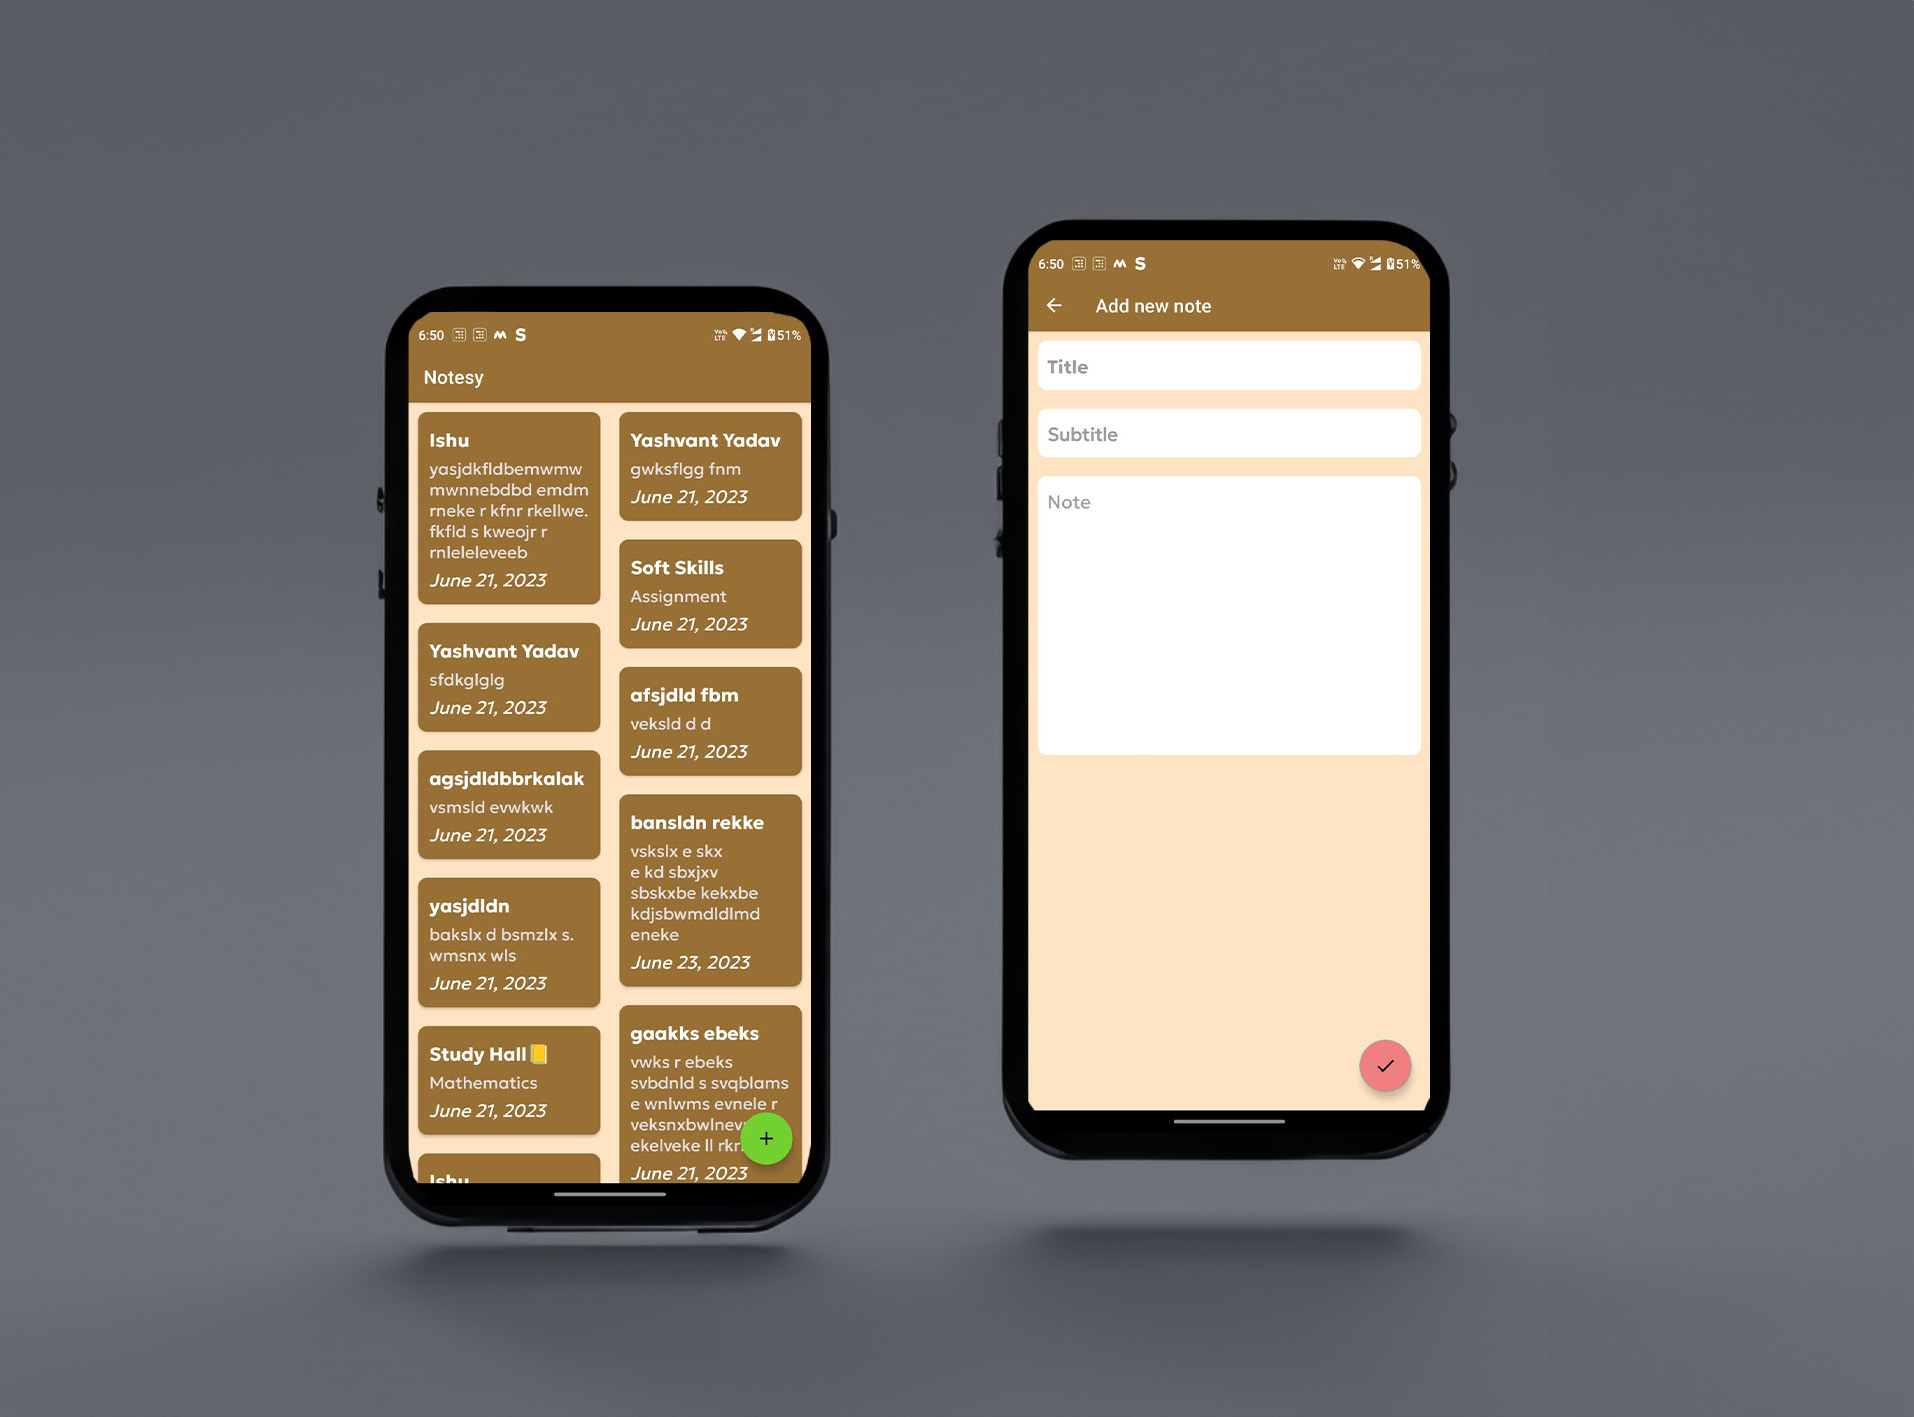 6:50 S VoLTE 51%
Notesy
Ishu
yasjdkfldbemwmw
mwnnebdbd emdm
rneke r kfnr rkellwe.
fkfld s kweojr r
rnleleleveeb
June 21, 2023
Yashvant Yadav
sfdkglglg
June 21, 2023
agsjdldbbrkalak
vsmsld evwkwk
June 21, 2023
yasjdldn
bakslx d bsmzlx s.
wmsnx wls
June 21, 2023
Study Hall📒
Mathematics
June 21, 2023
Ishu
Yashvant Yadav
gwksflgg fnm
June 21, 2023
Soft Skills
Assignment
June 21, 2023
afsjdld fbm
veksld d d
June 21, 2023
bansldn rekke
vskslx e skx
e kd sbxjxv
sbskxbe kekxbe
kdjsbwmdldlmd
eneke
June 23, 2023
gaakks ebeks
vwks r ebeks
svbdnld s svqblams
e wnlwms evnele r
ekelveke ll
June 21, 2023
+
6:50 S VoLTE 51%
Add new note
Title
Subtitle
Note